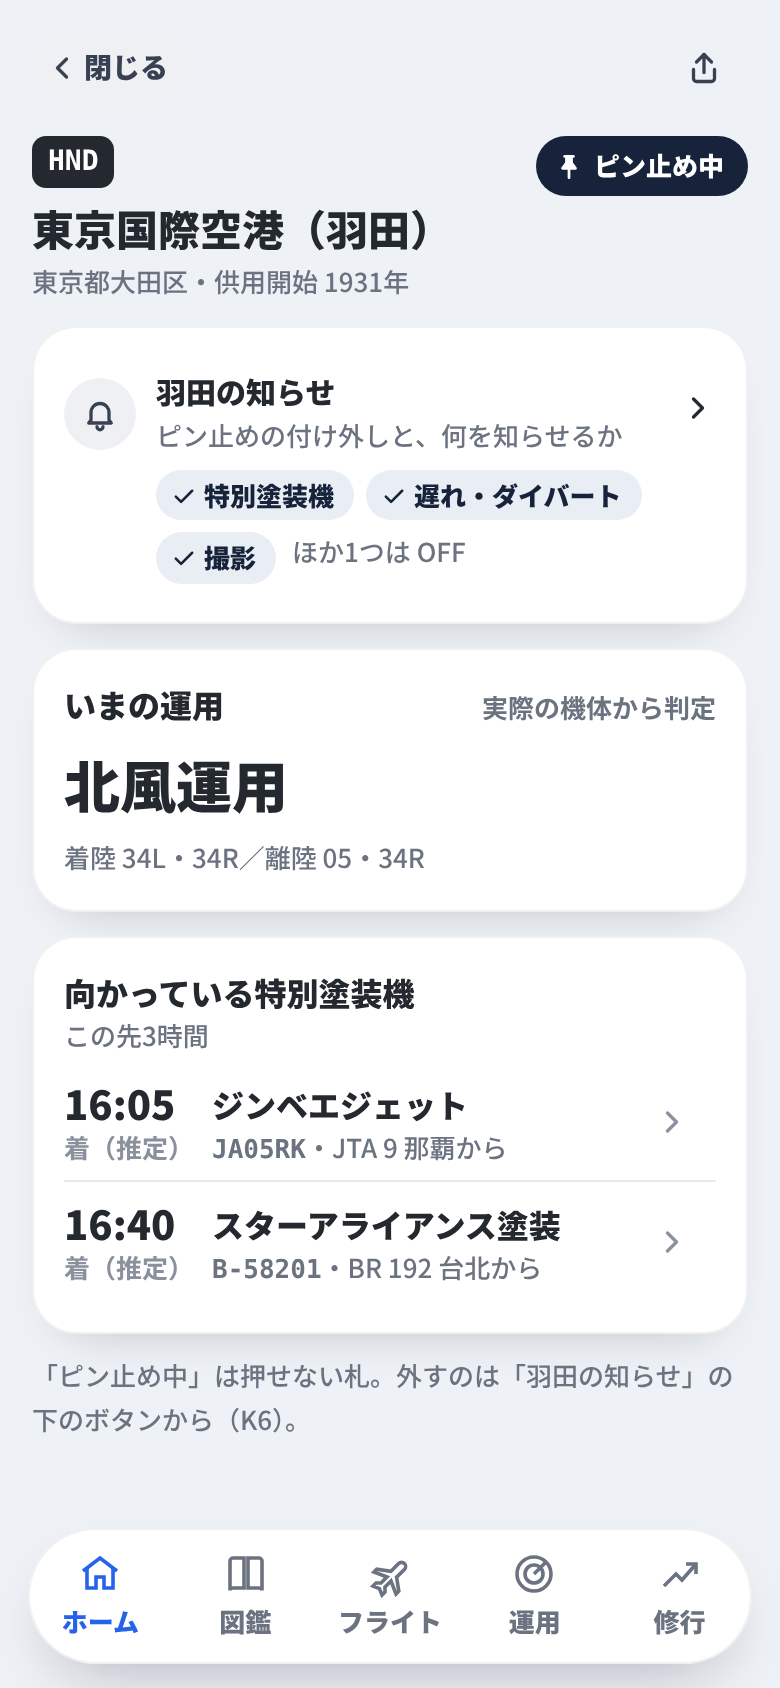 閉じる
HND
ピン止め中
東京国際空港（羽田）
東京都大田区・供用開始 1931年
羽田の知らせ
ピン止めの付け外しと、何を知らせるか
特別塗装機
遅れ・ダイバート
撮影
ほか1つは OFF
いまの運用
実際の機体から判定
北風運用
着陸 34L・34R／離陸 05・34R
向かっている特別塗装機
この先3時間
16:05 ジンベエジェット
着（推定） JA05RK・JTA 9 那覇から
16:40 スターアライアンス塗装
着（推定） B-58201・BR 192 台北から
「ピン止め中」は押せない札。外すのは「羽田の知らせ」の
下のボタンから（K6）。
ホーム
図鑑
フライト
運用
修行